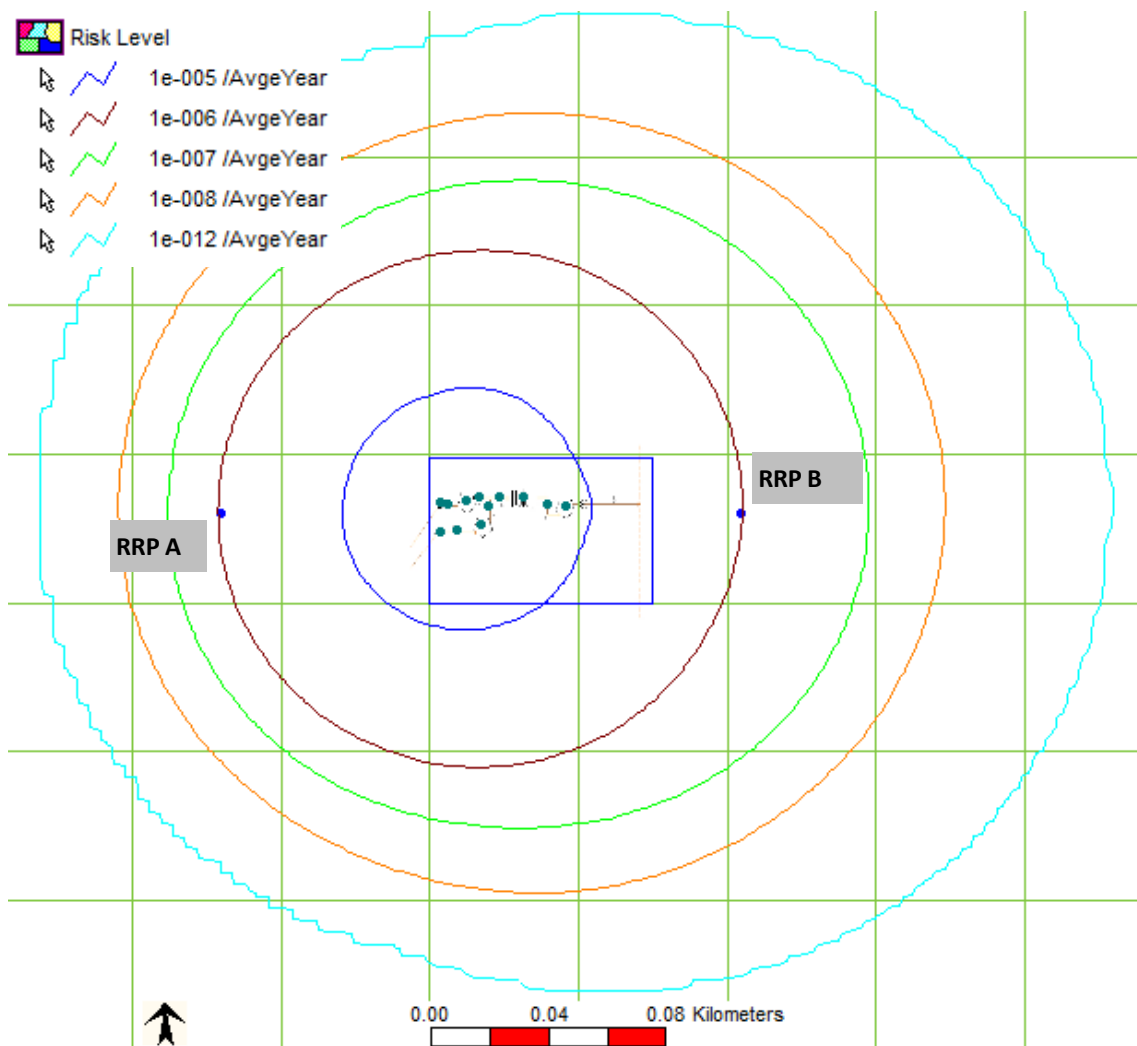 Risk Level
1e-005 /AvgeYear
1e-006 /AvgeYear
1e-007 /AvgeYear
1e-008 /AvgeYear
1e-012 /AvgeYear
RRP B
RRP A
0.00 0.04 0.08 Kilometers